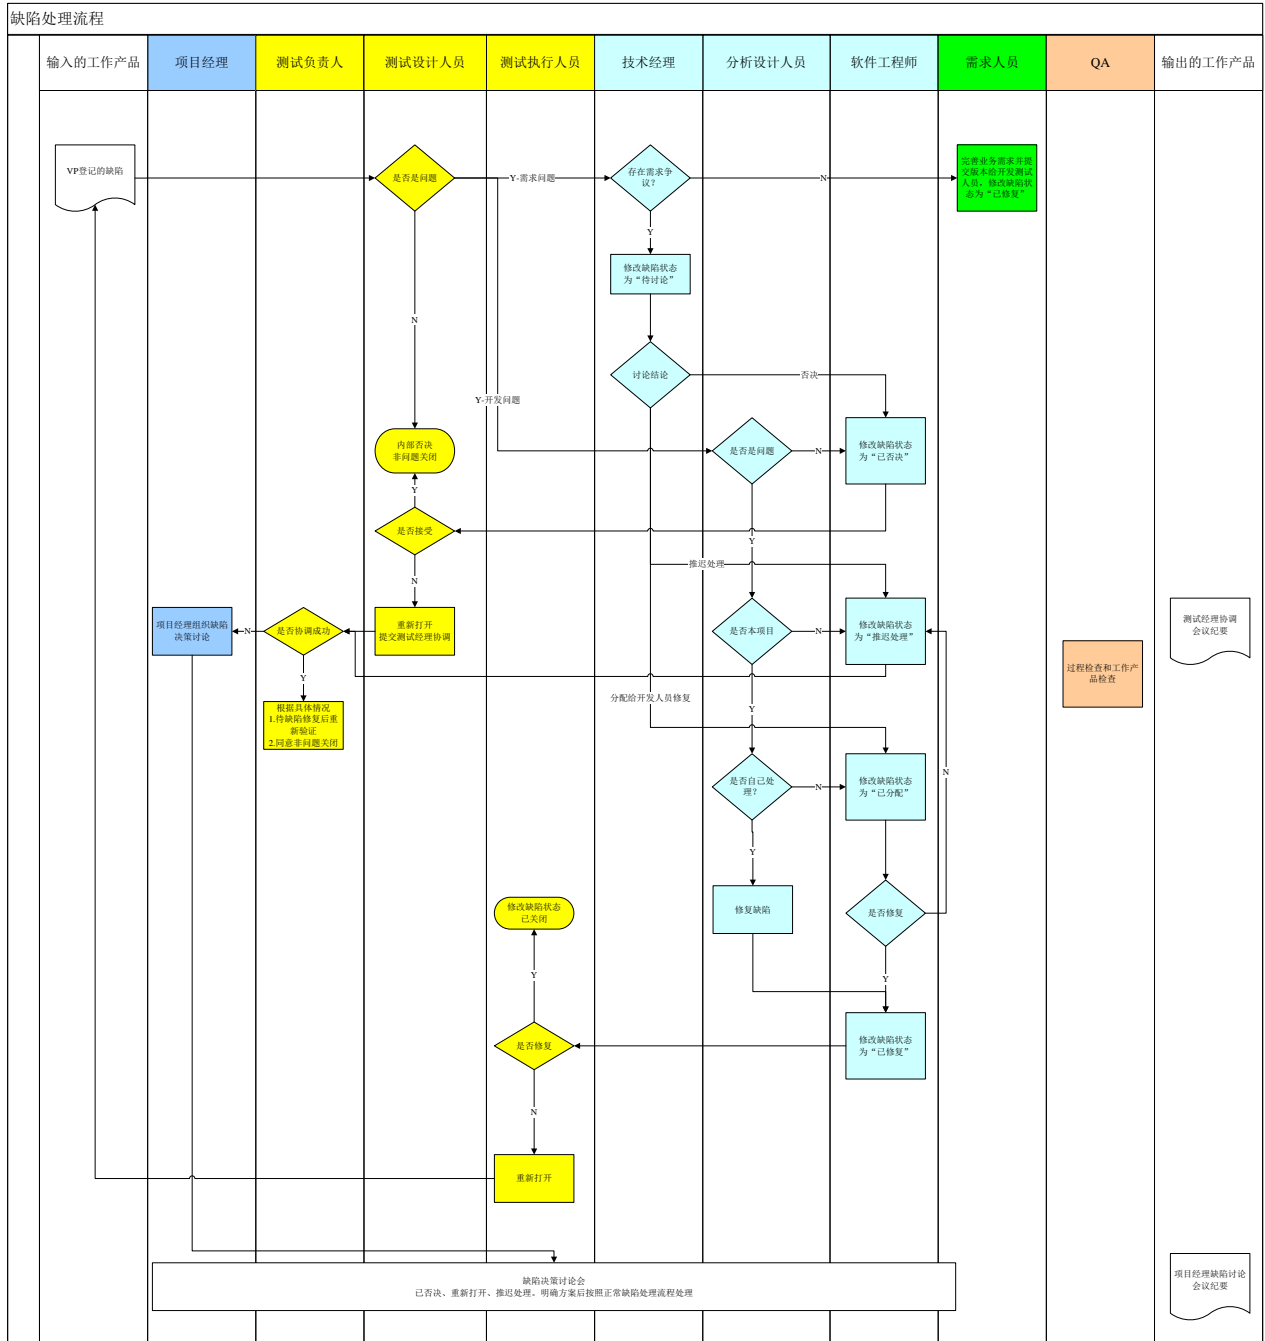 缺陷处理流程
输入的工作产品
项目经理
测试负责人
测试设计人员
测试执行人员
技术经理
分析设计人员
软件工程师
需求人员
QA
输出的工作产品
VP登记的缺陷
是否是问题
Y-需求问题
存在需求争
议?
N
完善业务需求并提
交版本给开发测试
人员,修改缺陷状
态为“已修复”
Y
修改缺陷状态
为“待讨论”
N
讨论结论
否决
Y-开发问题
内部否决
非问题关闭
是否是问题
N
修改缺陷状态
为“已否决”
Y
是否接受
Y
推迟处理
N
项目经理组织缺陷
决策讨论
N
是否协调成功
重新打开
提交测试经理协调
是否本项目
N
修改缺陷状态
为“推迟处理”
测试经理协调
会议纪要
过程检查和工作产
品检查
Y
分配给开发人员修复
Y
根据具体情况
1.待缺陷修复后重
新验证
2.同意非问题关闭
是否自己处
理?
N
修改缺陷状态
为“已分配”
N
Y
修改缺陷状态
已关闭
修复缺陷
是否修复
Y
Y
是否修复
修改缺陷状态
为“已修复”
N
重新打开
缺陷决策讨论会
已否决、重新打开、推迟处理。明确方案后按照正常缺陷处理流程处理
项目经理缺陷讨论
会议纪要